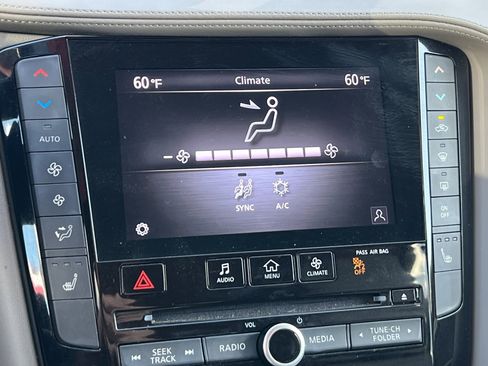 60°F Climate 60°F
AUTO
SYNC A/C
ON
OFF
PASS AIR BAG
OFF
AUDIO MENU CLIMATE
VOL
SEEK
TRACK
RADIO MEDIA
TUNE·CH
FOLDER